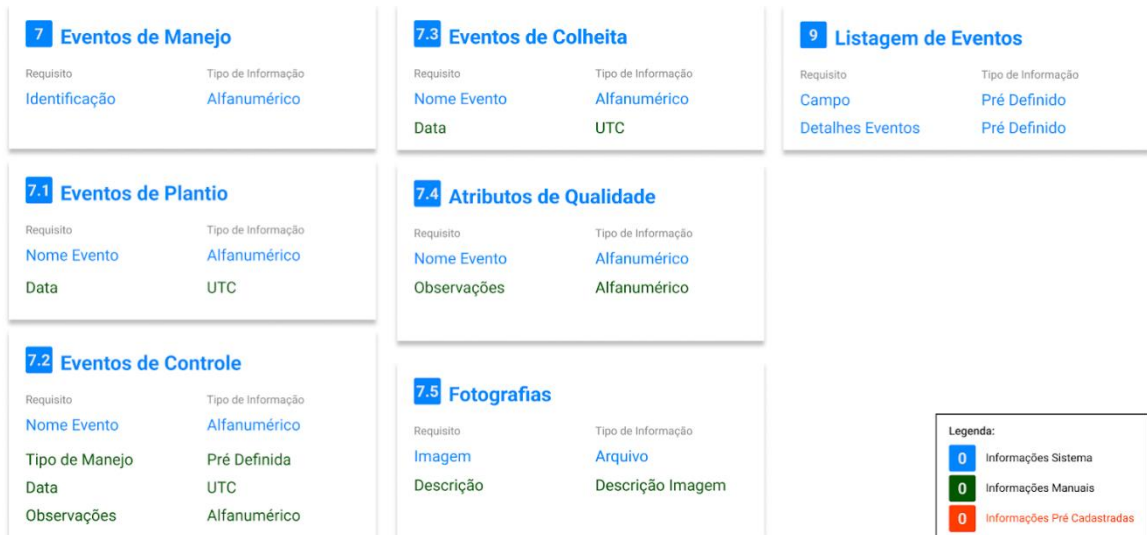 7 Eventos de Manejo
Requisito Tipo de Informação
Identificação Alfanumérico
7.1 Eventos de Plantio
Requisito Tipo de Informação
Nome Evento Alfanumérico
Data UTC
7.2 Eventos de Controle
Requisito Tipo de Informação
Nome Evento Alfanumérico
Tipo de Manejo Pré Definida
Data UTC
Observações Alfanumérico
7.3 Eventos de Colheita
Requisito Tipo de Informação
Nome Evento Alfanumérico
Data UTC
7.4 Atributos de Qualidade
Requisito Tipo de Informação
Nome Evento Alfanumérico
Observações Alfanumérico
7.5 Fotografias
Requisito Tipo de Informação
Imagem Arquivo
Descrição Descrição Imagem
9 Listagem de Eventos
Requisito Tipo de Informação
Campo Pré Definido
Detalhes Eventos Pré Definido
Legenda:
0 Informações Sistema
0 Informações Manuais
0 Informações Pré Cadastradas